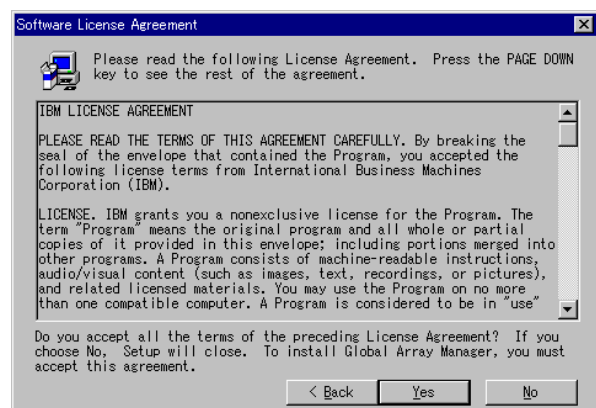 Software License Agreement
Please read the following License Agreement. Press the PAGE DOWN
key to see the rest of the agreement.
IBM LICENSE AGREEMENT
PLEASE READ THE TERMS OF THIS AGREEMENT CAREFULLY. By breaking the
seal of the envelope that contained the Program, you accepted the
following license terms from International Business Machines
Corporation (IBM).
LICENSE. IBM grants you a nonexclusive license for the Program. The
term "Program" means the original program and all whole or partial
copies of it provided in this envelope; including portions merged into
other programs. A Program consists of machine-readable instructions,
audio/visual content (such as images, text, recordings, or pictures),
and related licensed materials. You may use the Program on no more
than one compatible computer. A Program is considered to be in "use"
Do you accept all the terms of the preceding License Agreement? If you
choose No, Setup will close. To install Global Array Manager, you must
accept this agreement.
< Back
Yes
No